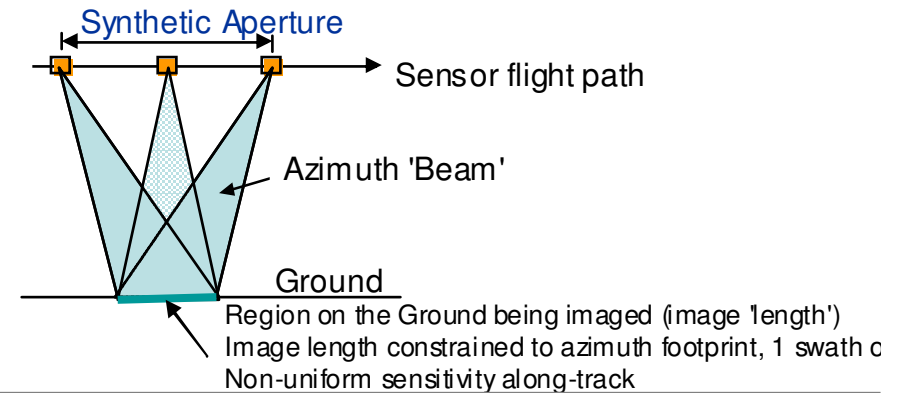 Synthetic Aperture
Sensor flight path
Azimuth 'Beam'
Ground
Region on the Ground being imaged (image 'length')
Image length constrained to azimuth footprint, 1 swath
Non-uniform sensitivity along-track